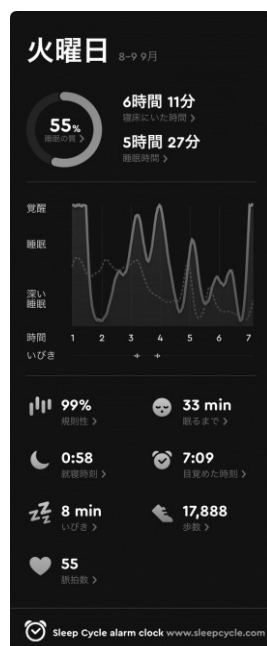 火曜日 8-9 9月
55%
睡眠の質 >
6時間 11分
寝床にいた時間 >
5時間 27分
睡眠時間 >
覚醒
睡眠
深い
睡眠
時間 1 2 3 4 5 6 7
いびき
99%
規則性 >
33 min
眠るまで >
0:58
就寝時刻 >
7:09
目覚めた時刻 >
8 min
いびき >
17,888
歩数 >
55
脈拍数 >
Sleep Cycle alarm clock www.sleepcycle.com